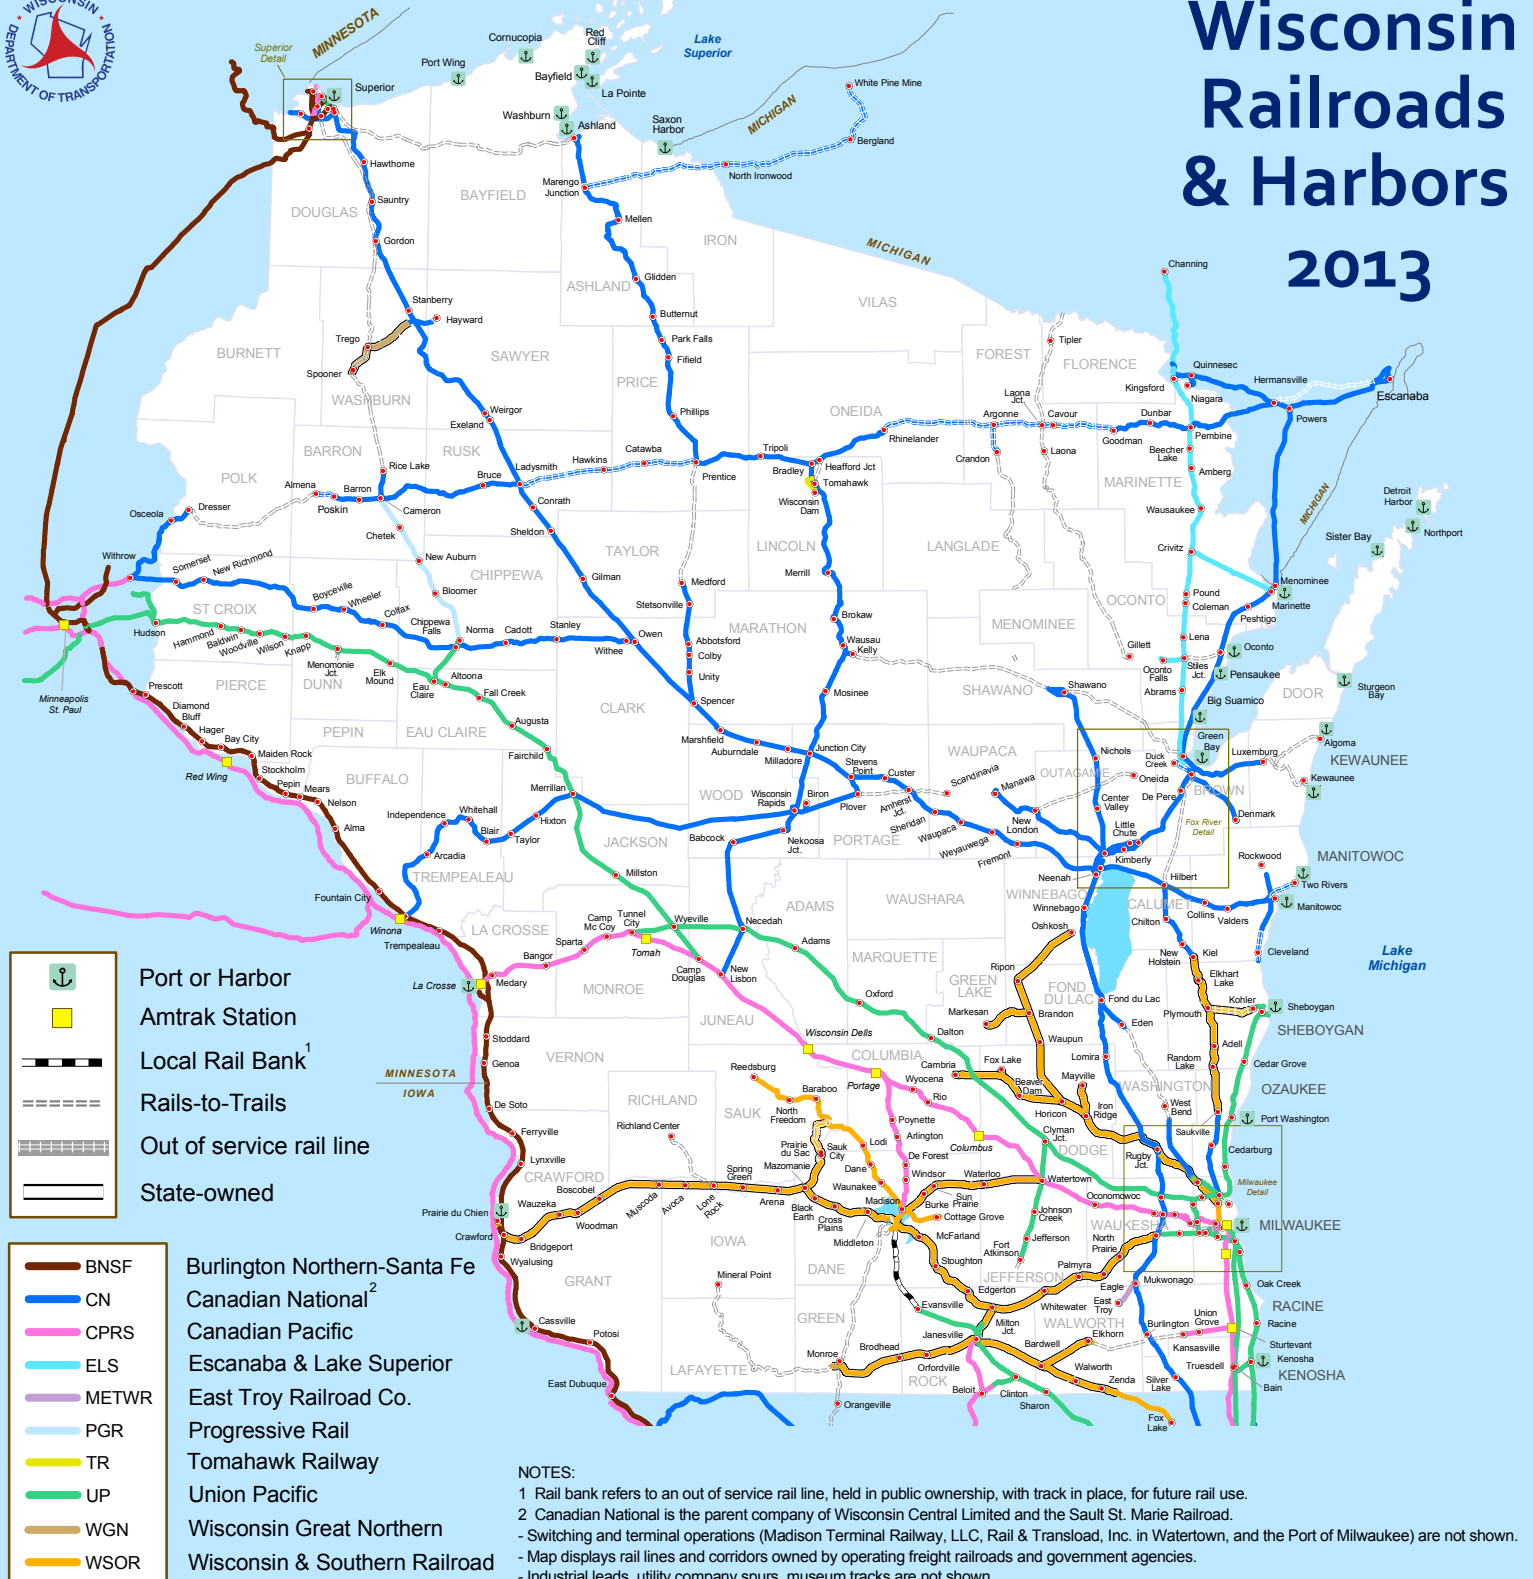 WISCONSIN
DEPARTMENT OF TRANSPORTATION
Wisconsin
Railroads
& Harbors
2013
Superior
Detail
MINNESOTA
Cornucopia
Red
Cliff
Lake
Superior
Port Wing
Bayfield
La Pointe
White Pine Mine
Superior
Washburn
Ashland
Saxon
Harbor
MICHIGAN
Bergland
Hawthorne
North Ironwood
Marengo
Junction
BAYFIELD
DOUGLAS
Sauntry
Mellen
Gordon
IRON
MICHIGAN
Channing
Glidden
ASHLAND
VILAS
Stanberry
Hayward
Butternut
Trego
Park Falls
Tipler
BURNETT
SAWYER
Fifield
FOREST
FLORENCE
Quinnesec
Spooner
PRICE
Kingsford
Hermansville
WASHBURN
Niagara
Escanaba
Laona
Jct.
Weirgor
Phillips
ONEIDA
Argonne
Cavour
Dunbar
Powers
Exeland
Rhinelander
Goodman
Pembine
BARRON
RUSK
Catawba
Tripoli
Beecher
Lake
Rice Lake
Ladysmith
Hawkins
Crandon
Laona
POLK
Bruce
Prentice
Bradley
Heafford Jct
Amberg
Almena
Barron
Tomahawk
MARINETTE
Poskin
Cameron
Conrath
Wisconsin
Dam
Detroit
Harbor
Osceola
Dresser
Wausaukee
MICHIGAN
Chetek
Sheldon
Sister Bay
Northport
Withrow
TAYLOR
LINCOLN
LANGLADE
Crivitz
Somerset
New Richmond
New Auburn
CHIPPEWA
Gilman
Medford
Merrill
Menominee
Boyceville
Wheeler
Bloomer
Stetsonville
OCONTO
Pound
Coleman
Marinette
ST CROIX
Colfax
Chippewa
Falls
Brokaw
Peshtigo
Hudson
Hammond
Baldwin
Woodville
Wilson
Knapp
Norma
Cadott
Stanley
Withee
Owen
MARATHON
MENOMINEE
Abbotsford
Wausau
Kelly
Lena
Gillett
Oconto
Menomonie
Jct.
Colby
Oconto
Falls
Stiles
Jct.
Pensaukee
Minneapolis
St. Paul
PIERCE
DUNN
Elk
Mound
Eau
Claire
Altoona
Unity
SHAWANO
Shawano
Abrams
DOOR
Sturgeon
Bay
Prescott
Fall Creek
Spencer
Mosinee
Big Suamico
Diamond
Bluff
CLARK
Hager
PEPIN
EAU CLAIRE
Augusta
Marshfield
Auburndale
Milladore
Junction City
Green
Bay
Bay City
Fairchild
Stevens
Point
WAUPACA
Nichols
Duck
Creek
Luxemburg
Algoma
Red Wing
Maiden Rock
Stockholm
BUFFALO
Custer
Scandinavia
Manawa
OUTAGAMIE
Oneida
KEWAUNEE
Pepin
Mears
Nelson
Merrillan
WOOD
Wisconsin
Rapids
Biron
Plover
Amherst
Jct.
Center
Valley
De Pere
BROWN
Kewaunee
Independence
Whitehall
Hixton
Sheridan
Waupaca
Weyauwega
New
London
Little
Chute
Fox River
Detail
Denmark
Alma
Blair
Taylor
JACKSON
Babcock
Nekoosa
Jct.
PORTAGE
Fremont
Kimberly
Rockwood
MANITOWOC
Arcadia
Neenah
Hilbert
Two Rivers
Millston
TREMPEALEAU
ADAMS
WAUSHARA
WINNEBAGO
Winnebago
CALUMET
Collins
Valders
Manitowoc
Fountain City
Winona
Trempealeau
LA CROSSE
Camp
Mc Coy
Tunnel
City
Wyeville
Necedah
Chilton
Oshkosh
Sparta
Tomah
Adams
New
Holstein
Kiel
Cleveland
Lake
Michigan
Bangor
MARQUETTE
Ripon
La Crosse
Medary
MONROE
Camp
Douglas
New
Lisbon
GREEN
LAKE
FOND
DU LAC
Elkhart
Lake
Kohler
Sheboygan
Oxford
Markesan
Brandon
Fond du Lac
Plymouth
JUNEAU
Eden
SHEBOYGAN
Stoddard
Wisconsin Dells
Dalton
Waupun
Adell
Genoa
VERNON
COLUMBIA
Cambria
Fox Lake
Lomira
Random
Lake
Cedar Grove
MINNESOTA
IOWA
Reedsburg
Portage
Wyocena
Beaver
Dam
Mayville
WASHINGTON
OZAUKEE
De Soto
RICHLAND
Baraboo
Rio
Horicon
Iron
Ridge
West
Bend
Port Washington
SAUK
North
Freedom
Poynette
Ferryville
Richland Center
Arlington
Columbus
Clyman
Jct.
Saukville
Lynxville
Prairie
du Sac
Sauk
City
Lodi
De Forest
DODGE
Rugby
Jct.
Cedarburg
CRAWFORD
Spring
Green
Mazomanie
Dane
Windsor
Waterloo
Watertown
Milwaukee
Detail
Boscobel
Wauzeka
Muscoda
Avoca
Lone
Rock
Arena
Waunakee
Sun
Prairie
Oconomowoc
Prairie du Chien
Woodman
Black
Earth
Cross
Plains
Madison
Burke
Cottage Grove
Johnson
Creek
WAUKESHA
MILWAUKEE
Crawford
Bridgeport
IOWA
Middleton
McFarland
Jefferson
North
Prairie
Wyalusing
DANE
Stoughton
Fort
Atkinson
JEFFERSON
Palmyra
GRANT
Mineral Point
Edgerton
Eagle
Mukwonago
Oak Creek
GREEN
Evansville
Whitewater
East
Troy
RACINE
Cassville
Milton
Jct.
WALWORTH
Burlington
Union
Grove
Racine
Potosi
Brodhead
Janesville
Bardwell
Elkhorn
Kansasville
Sturtevant
Monroe
Orfordville
Walworth
Truesdell
Kenosha
LAFAYETTE
ROCK
Zenda
Silver
Lake
KENOSHA
East Dubuque
Beloit
Clinton
Bain
Orangeville
Sharon
Fox
Lake
Port or Harbor
Amtrak Station
Local Rail Bank1
Rails-to-Trails
Out of service rail line
State-owned
BNSF Burlington Northern-Santa Fe
CN Canadian National2
CPRS Canadian Pacific
ELS Escanaba & Lake Superior
METWR East Troy Railroad Co.
PGR Progressive Rail
TR Tomahawk Railway
UP Union Pacific
WGN Wisconsin Great Northern
WSOR Wisconsin & Southern Railroad
NOTES:
1 Rail bank refers to an out of service rail line, held in public ownership, with track in place, for future rail use.
2 Canadian National is the parent company of Wisconsin Central Limited and the Sault St. Marie Railroad.
- Switching and terminal operations (Madison Terminal Railway, LLC, Rail & Transload, Inc. in Watertown, and the Port of Milwaukee) are not shown.
- Map displays rail lines and corridors owned by operating freight railroads and government agencies.
- Industrial leads, utility company spurs, museum tracks are not shown